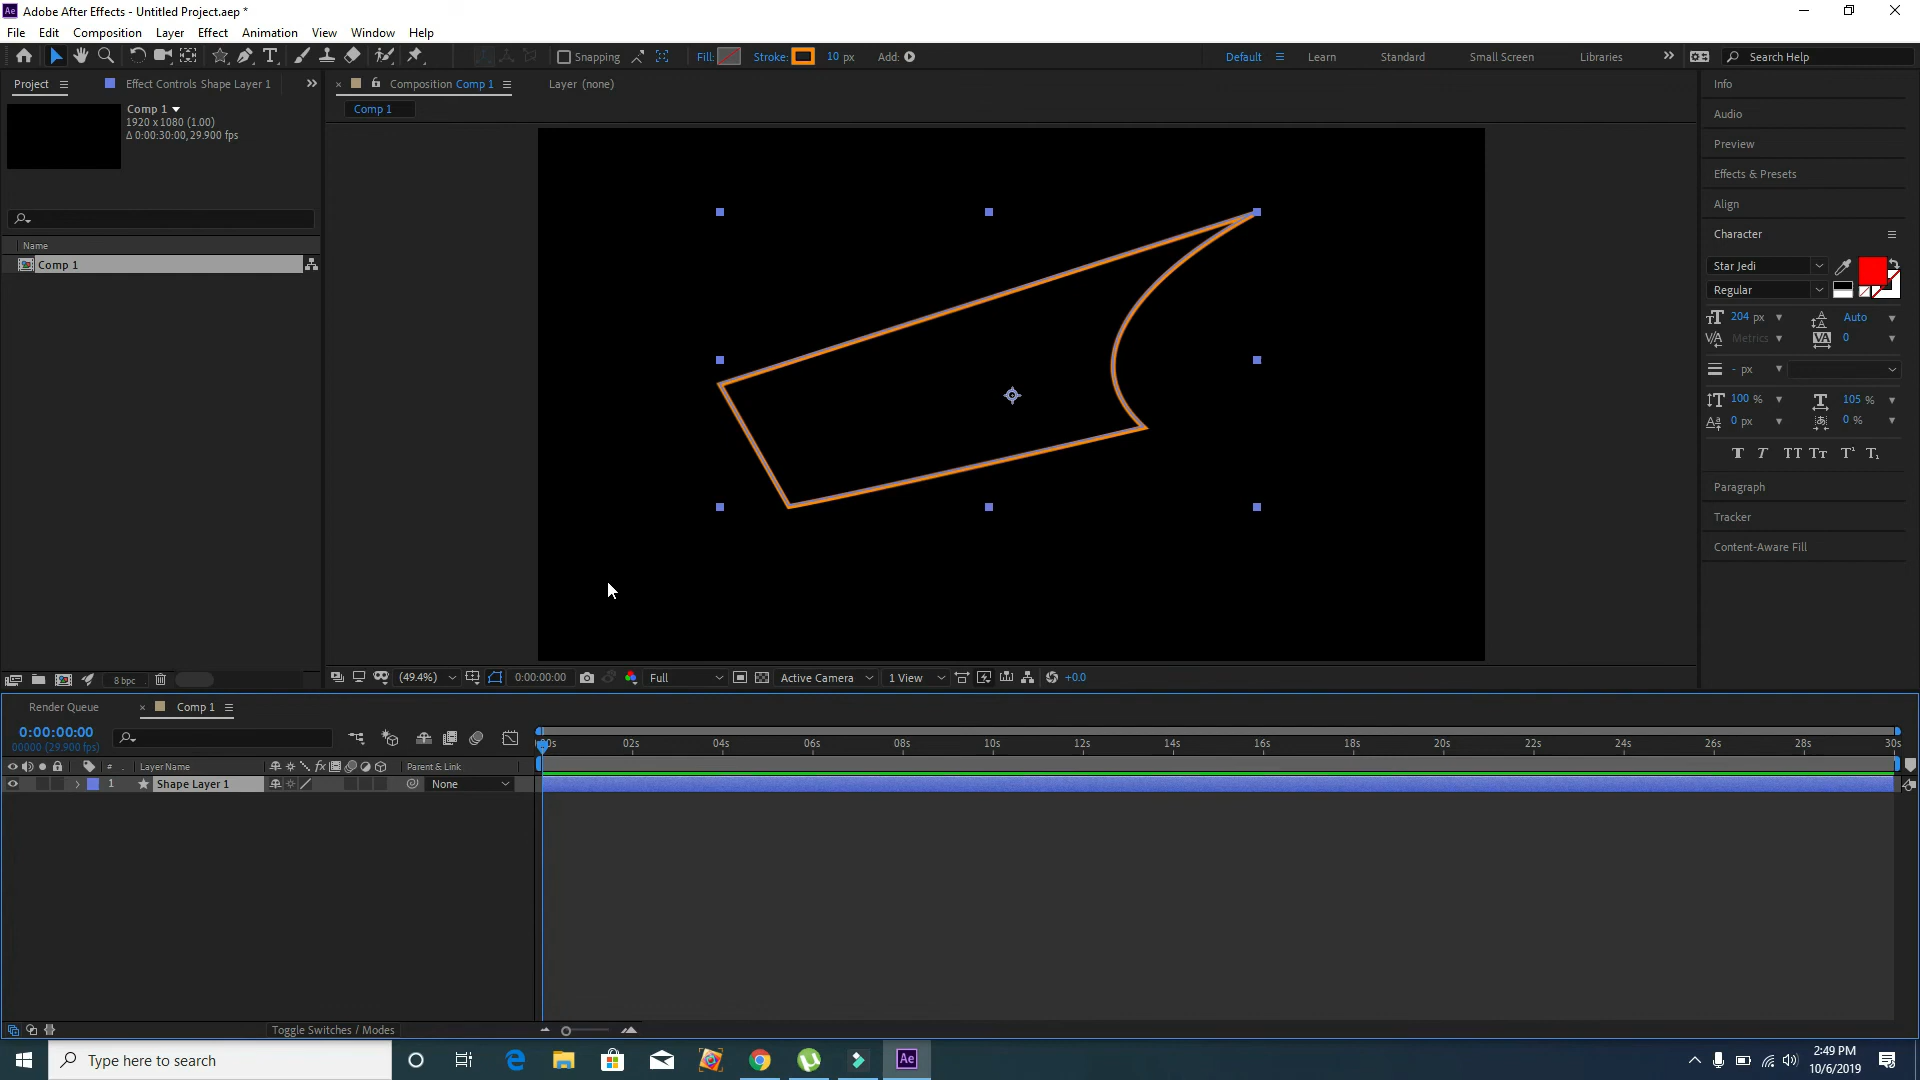 Adobe After Effects - Untitled Project.aep *
File Edit Composition Layer Effect Animation View Window Help
Snapping Fill: Stroke: 10 px Add: Default Learn Standard Small Screen Libraries Search Help
Project Effect Controls Shape Layer 1 Composition Comp 1 Layer (none)
Comp 1
1920 x 1080 (1.00)
Δ 0:00:30:00, 29.900 fps
Comp 1
Name
Comp 1
Info
Audio
Preview
Effects & Presets
Align
Character
Star Jedi
Regular
204 px Auto
Metrics 0
- px
100 % 105 %
0 px 0 %
T T TT Tt T¹ T₁
Paragraph
Tracker
Content-Aware Fill
8 bpc (49.4%) 0:00:00:00 Full Active Camera 1 View +0.0
Render Queue Comp 1
0:00:00:00
00000 (29.900 fps)
02s 04s 06s 08s 10s 12s 14s 16s 18s 20s 22s 24s 26s 28s 30s
# Layer Name Parent & Link
1 Shape Layer 1 None
Toggle Switches / Modes
Type here to search
Ae
2:49 PM
10/6/2019